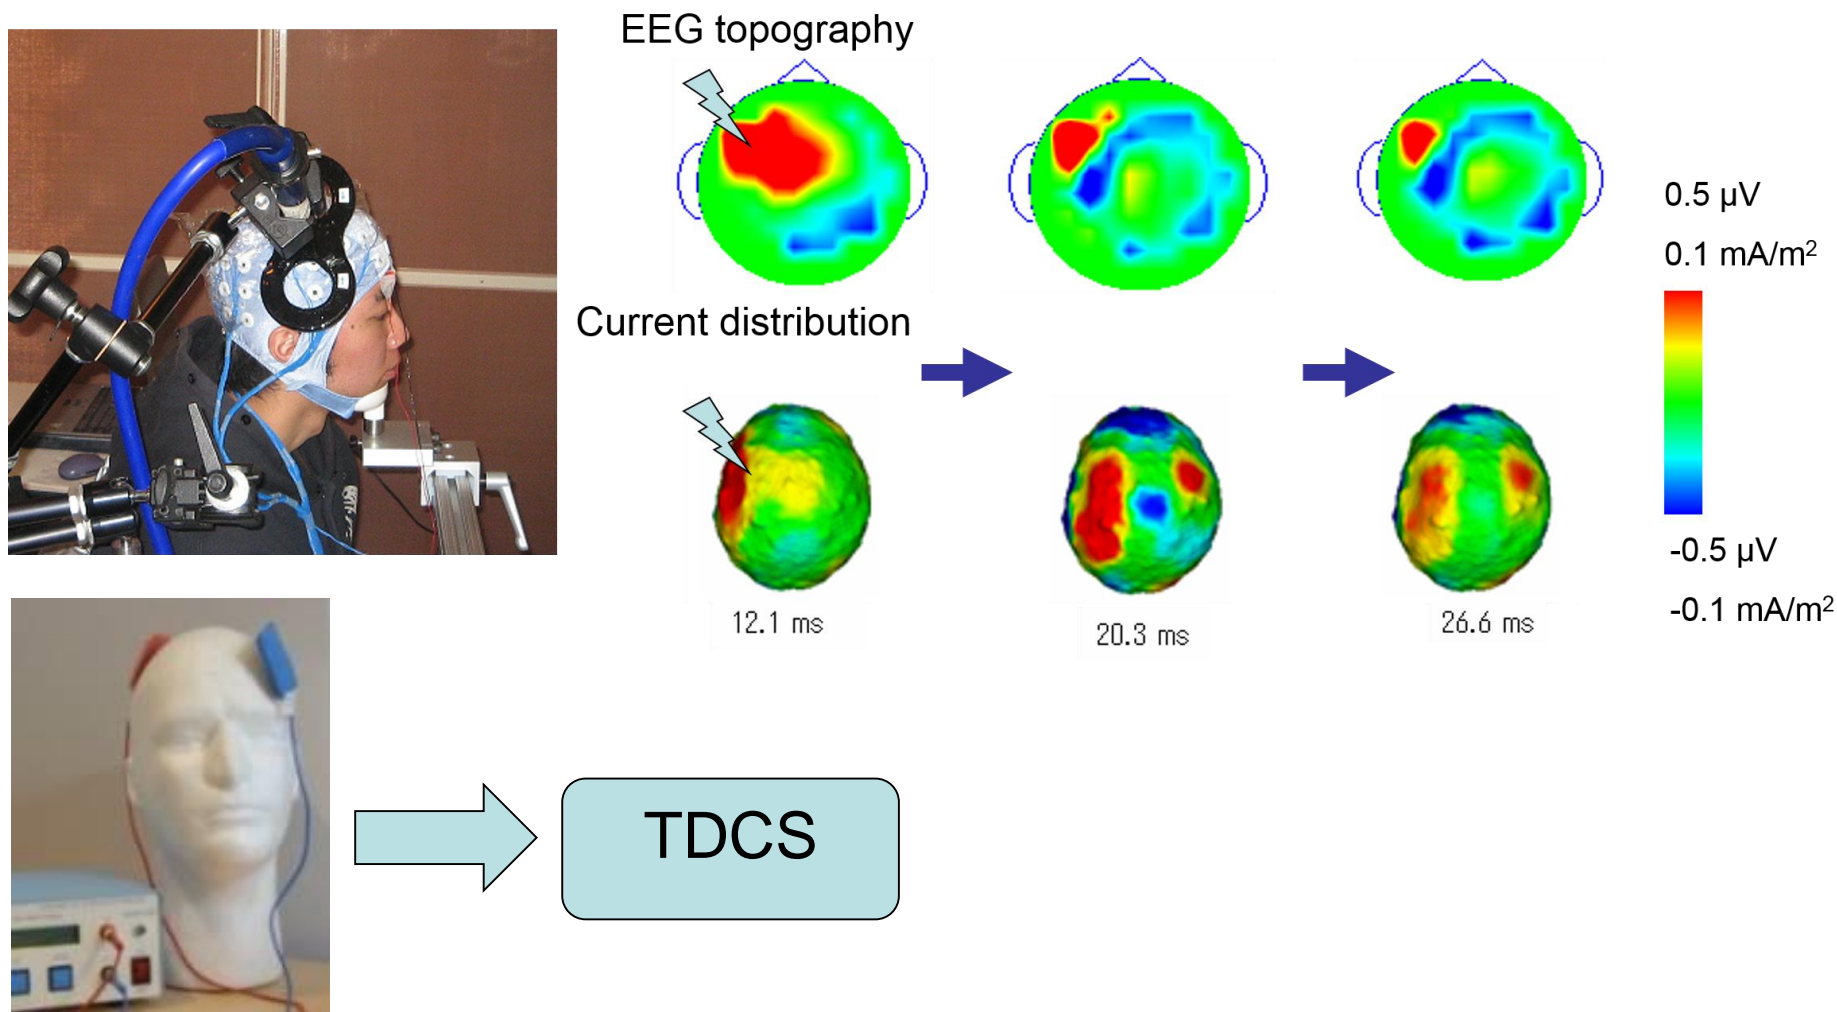 EEG topography
0.5 µV
0.1 mA/m²
Current distribution
-0.5 µV
-0.1 mA/m²
12.1 ms
20.3 ms
26.6 ms
TDCS